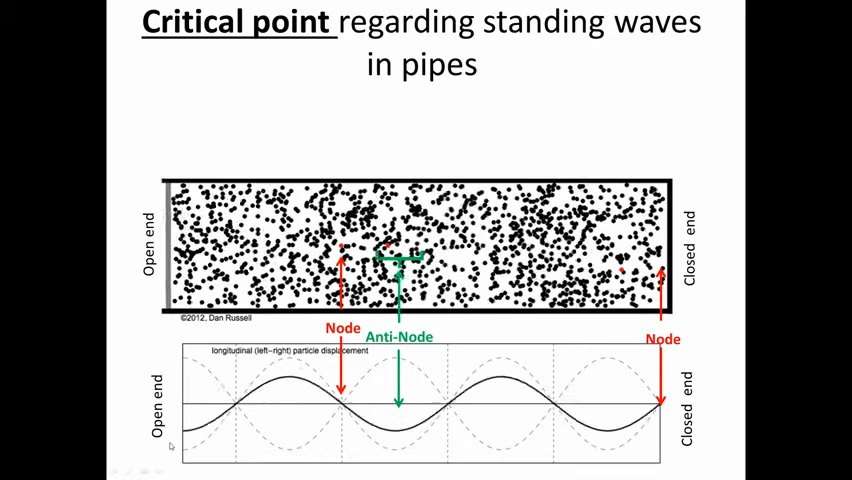 Critical point regarding standing waves
in pipes
Open end
Closed end
©2012, Dan Russell
Node
Anti-Node
Node
longitudinal (left-right) particle displacement
Open end
Closed end